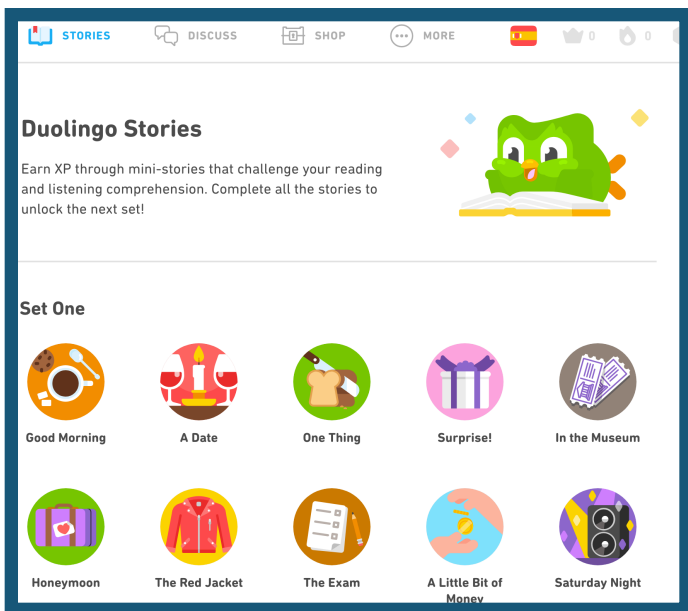 STORIES DISCUSS SHOP MORE 0 0
Duolingo Stories
Earn XP through mini-stories that challenge your reading
and listening comprehension. Complete all the stories to
unlock the next set!
Set One
Good Morning A Date One Thing Surprise! In the Museum
Honeymoon The Red Jacket The Exam A Little Bit of Saturday Night
Money